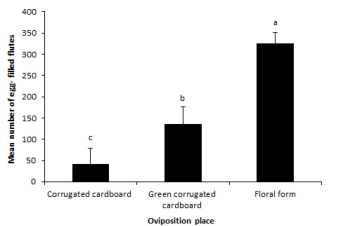 400
350
300
250
200
150
100
50
0
Mean number of egg- filled flutes
c
b
a
Corrugated cardboard
Green corrugated
cardboard
Floral form
Oviposition place